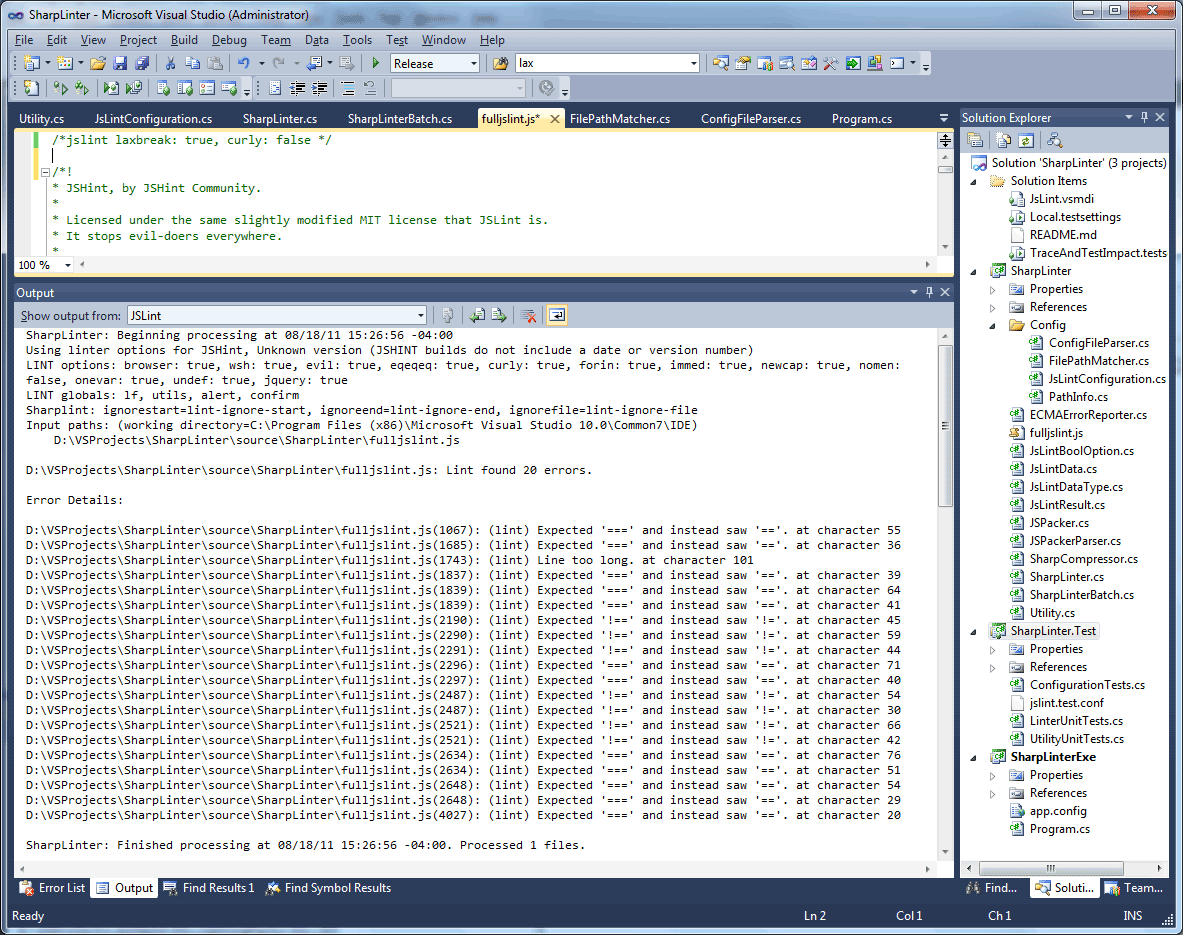 SharpLinter - Microsoft Visual Studio (Administrator)
File Edit View Project Build Debug Team Data Tools Test Window Help
Release lax
Utility.cs JsLintConfiguration.cs SharpLinter.cs SharpLinterBatch.cs fulljslint.js* FilePathMatcher.cs ConfigFileParser.cs Program.cs
/*jslint laxbreak: true, curly: false */
/*!
* JSHint, by JSHint Community.
*
* Licensed under the same slightly modified MIT license that JSLint is.
* It stops evil-doers everywhere.
*
100 %
Output
Show output from: JSLint
SharpLinter: Beginning processing at 08/18/11 15:26:56 -04:00
Using linter options for JSHint, Unknown version (JSHINT builds do not include a date or version number)
LINT options: browser: true, wsh: true, evil: true, eqeqeq: true, curly: true, forin: true, immed: true, newcap: true, nomen:
false, onevar: true, undef: true, jquery: true
LINT globals: lf, utils, alert, confirm
Sharplint: ignorestart=lint-ignore-start, ignoreend=lint-ignore-end, ignorefile=lint-ignore-file
Input paths: (working directory=C:\Program Files (x86)\Microsoft Visual Studio 10.0\Common7\IDE)
D:\VSProjects\SharpLinter\source\SharpLinter\fulljslint.js
D:\VSProjects\SharpLinter\source\SharpLinter\fulljslint.js: Lint found 20 errors.
Error Details:
D:\VSProjects\SharpLinter\source\SharpLinter\fulljslint.js(1067): (lint) Expected '===' and instead saw '=='. at character 55
D:\VSProjects\SharpLinter\source\SharpLinter\fulljslint.js(1685): (lint) Expected '===' and instead saw '=='. at character 36
D:\VSProjects\SharpLinter\source\SharpLinter\fulljslint.js(1743): (lint) Line too long. at character 101
D:\VSProjects\SharpLinter\source\SharpLinter\fulljslint.js(1837): (lint) Expected '===' and instead saw '=='. at character 39
D:\VSProjects\SharpLinter\source\SharpLinter\fulljslint.js(1839): (lint) Expected '===' and instead saw '=='. at character 64
D:\VSProjects\SharpLinter\source\SharpLinter\fulljslint.js(1839): (lint) Expected '===' and instead saw '=='. at character 41
D:\VSProjects\SharpLinter\source\SharpLinter\fulljslint.js(2190): (lint) Expected '!==' and instead saw '!='. at character 45
D:\VSProjects\SharpLinter\source\SharpLinter\fulljslint.js(2290): (lint) Expected '!==' and instead saw '!='. at character 59
D:\VSProjects\SharpLinter\source\SharpLinter\fulljslint.js(2291): (lint) Expected '!==' and instead saw '!='. at character 44
D:\VSProjects\SharpLinter\source\SharpLinter\fulljslint.js(2296): (lint) Expected '!==' and instead saw '!='. at character 71
D:\VSProjects\SharpLinter\source\SharpLinter\fulljslint.js(2297): (lint) Expected '!==' and instead saw '!='. at character 40
D:\VSProjects\SharpLinter\source\SharpLinter\fulljslint.js(2487): (lint) Expected '!==' and instead saw '!='. at character 54
D:\VSProjects\SharpLinter\source\SharpLinter\fulljslint.js(2487): (lint) Expected '!==' and instead saw '!='. at character 30
D:\VSProjects\SharpLinter\source\SharpLinter\fulljslint.js(2521): (lint) Expected '!==' and instead saw '!='. at character 66
D:\VSProjects\SharpLinter\source\SharpLinter\fulljslint.js(2521): (lint) Expected '!==' and instead saw '!='. at character 42
D:\VSProjects\SharpLinter\source\SharpLinter\fulljslint.js(2634): (lint) Expected '===' and instead saw '=='. at character 76
D:\VSProjects\SharpLinter\source\SharpLinter\fulljslint.js(2634): (lint) Expected '===' and instead saw '=='. at character 51
D:\VSProjects\SharpLinter\source\SharpLinter\fulljslint.js(2648): (lint) Expected '===' and instead saw '=='. at character 54
D:\VSProjects\SharpLinter\source\SharpLinter\fulljslint.js(2648): (lint) Expected '===' and instead saw '=='. at character 29
D:\VSProjects\SharpLinter\source\SharpLinter\fulljslint.js(4027): (lint) Expected '===' and instead saw '=='. at character 20
SharpLinter: Finished processing at 08/18/11 15:26:56 -04:00. Processed 1 files.
Error List Output Find Results 1 Find Symbol Results
Solution Explorer
Solution 'SharpLinter' (3 projects)
Solution Items
JsLint.vsmdi
Local.testsettings
README.md
TraceAndTestImpact.tests
SharpLinter
Properties
References
Config
ConfigFileParser.cs
FilePathMatcher.cs
JsLintConfiguration.cs
PathInfo.cs
ECMAErrorReporter.cs
fulljslint.js
JsLintBoolOption.cs
JsLintData.cs
JsLintDataType.cs
JsLintResult.cs
JSPacker.cs
JSPackerParser.cs
SharpCompressor.cs
SharpLinter.cs
SharpLinterBatch.cs
Utility.cs
SharpLinter.Test
Properties
References
ConfigurationTests.cs
jslint.test.conf
LinterUnitTests.cs
UtilityUnitTests.cs
SharpLinterExe
Properties
References
app.config
Program.cs
Find... Soluti... Team...
Ready Ln 2 Col 1 Ch 1 INS